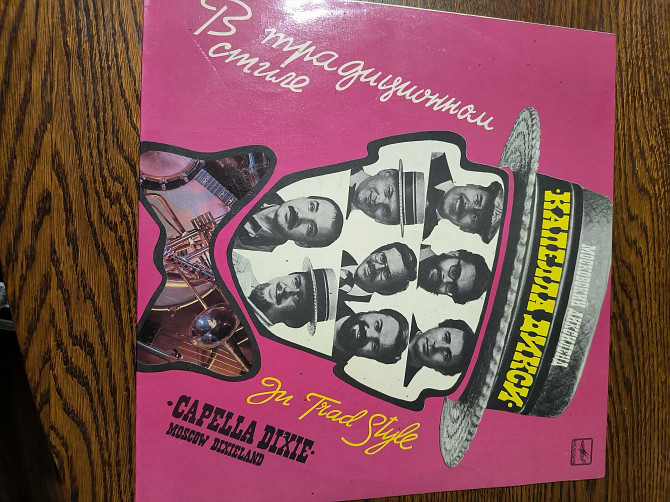 В традиционном
стиле
МОСКОВСКИЙ ДИКСИЛЕНД
·КАПЕЛЛА ДИКСИ·
In Trad Style
·CAPELLA DIXIE·
MOSCOW DIXIELAND